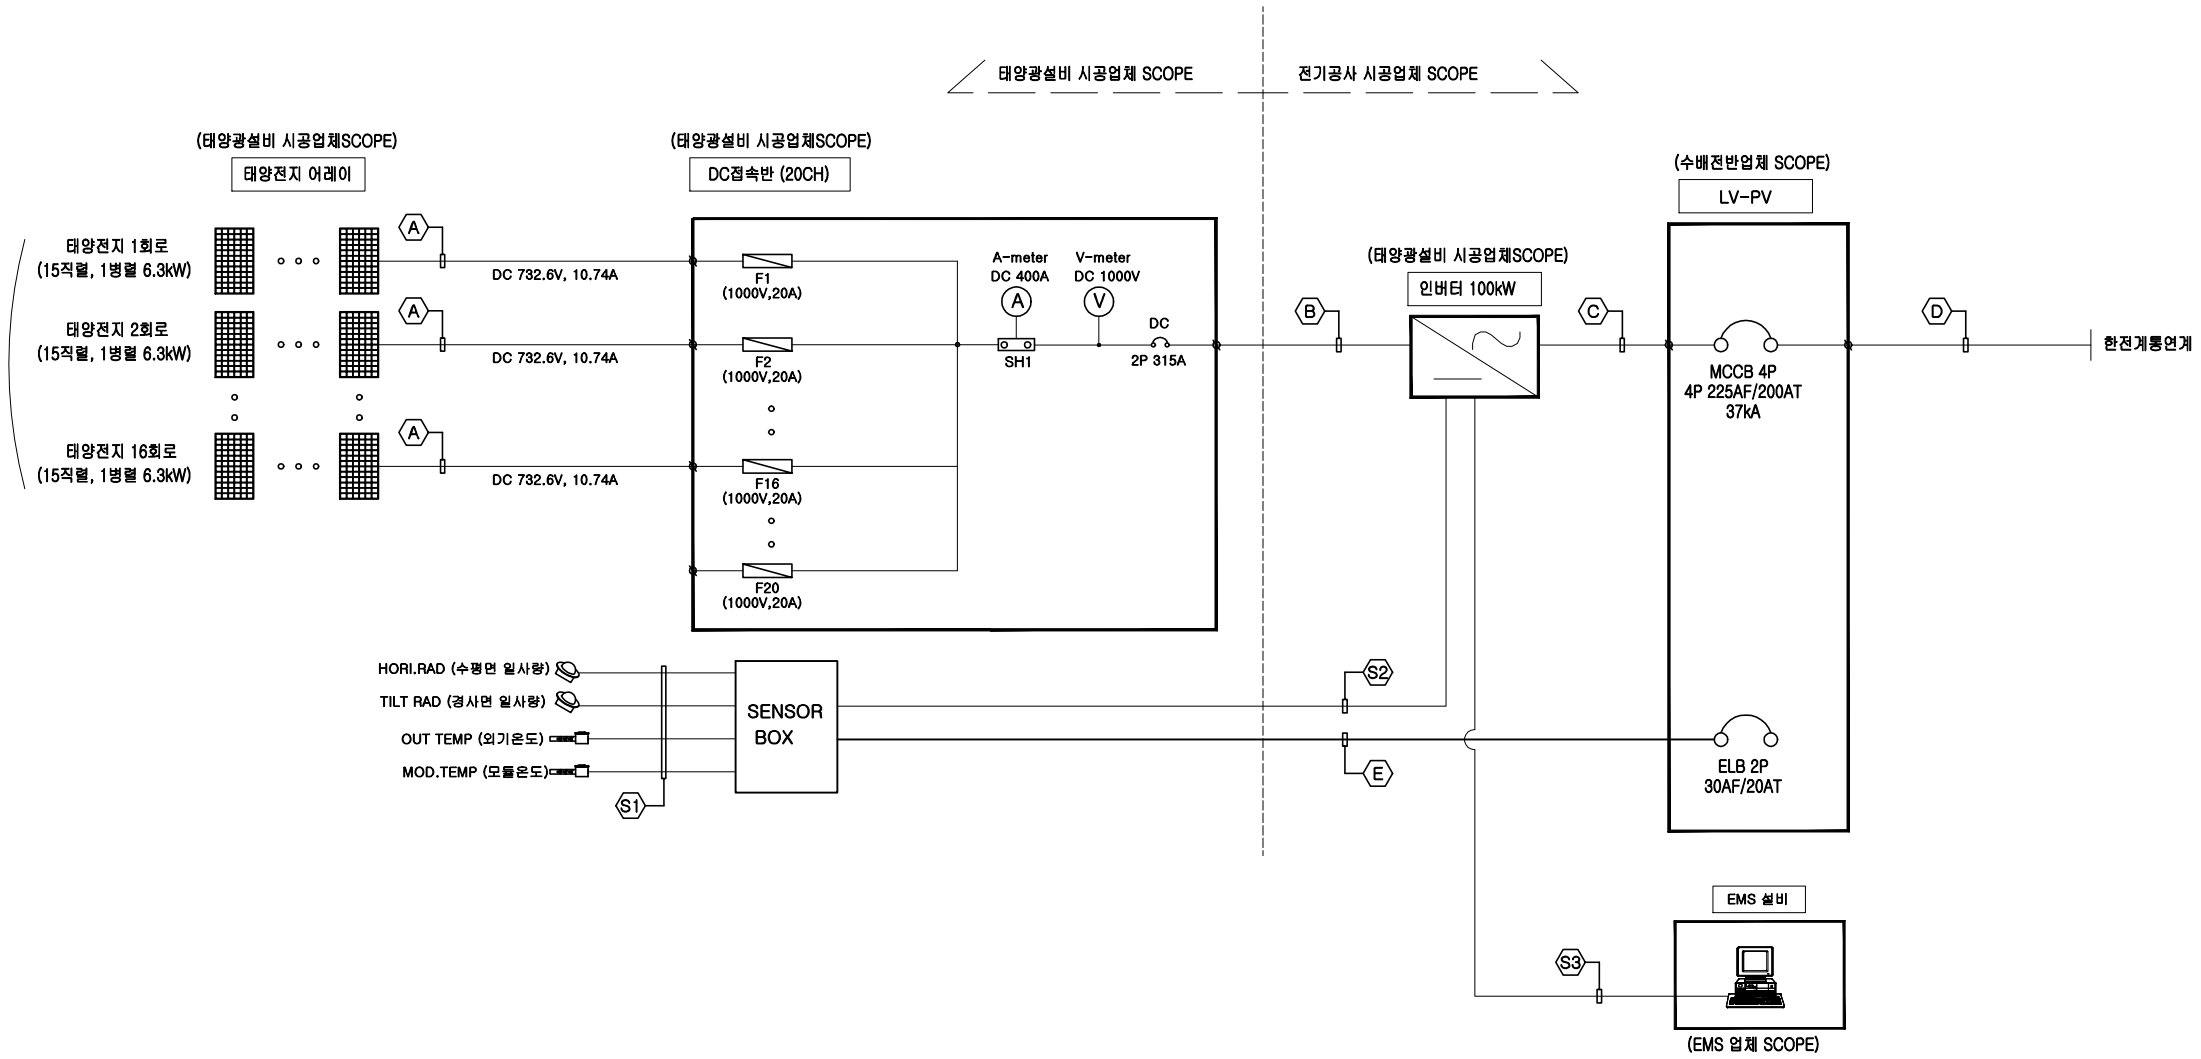 태양광설비 시공업체 SCOPE
전기공사 시공업체 SCOPE
(태양광설비 시공업체SCOPE)
태양전지 어레이
(태양광설비 시공업체SCOPE)
DC접속반 (20CH)
(수배전반업체 SCOPE)
LV-PV
태양전지 1회로
(15직렬, 1병렬 6.3kW)
A
DC 732.6V, 10.74A
F1
(1000V,20A)
태양전지 2회로
(15직렬, 1병렬 6.3kW)
A
DC 732.6V, 10.74A
F2
(1000V,20A)
태양전지 16회로
(15직렬, 1병렬 6.3kW)
A
DC 732.6V, 10.74A
F16
(1000V,20A)
F20
(1000V,20A)
A-meter
DC 400A
A
SH1
V-meter
DC 1000V
V
DC
2P 315A
B
(태양광설비 시공업체SCOPE)
인버터 100kW
C
MCCB 4P
4P 225AF/200AT
37kA
D
한전계통연계
HORI.RAD (수평면 일사량)
TILT RAD (경사면 일사량)
OUT TEMP (외기온도)
MOD.TEMP (모듈온도)
S1
SENSOR
BOX
S2
E
ELB 2P
30AF/20AT
EMS 설비
S3
(EMS 업체 SCOPE)